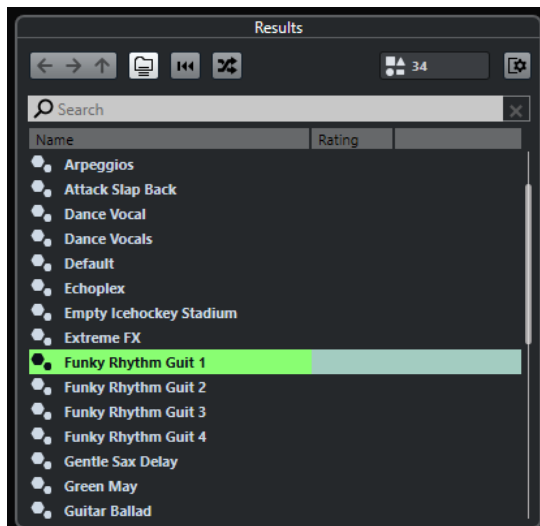 Results
34
Search
Name Rating
Arpeggios
Attack Slap Back
Dance Vocal
Dance Vocals
Default
Echoplex
Empty Icehockey Stadium
Extreme FX
Funky Rhythm Guit 1
Funky Rhythm Guit 2
Funky Rhythm Guit 3
Funky Rhythm Guit 4
Gentle Sax Delay
Green May
Guitar Ballad